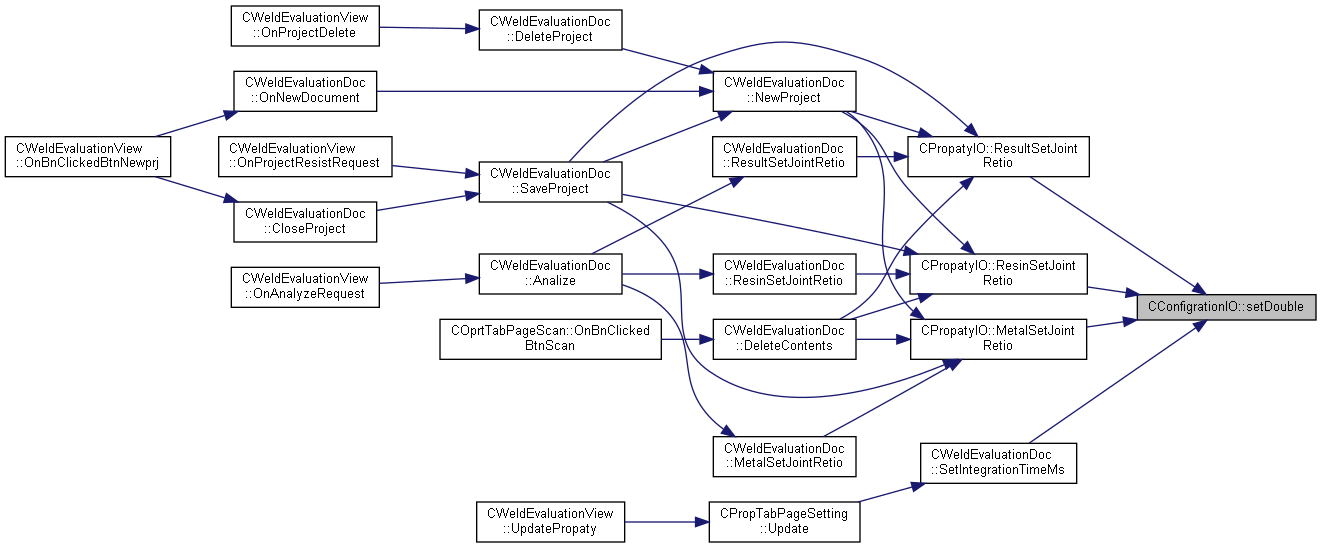 CWeldEvaluationView
::OnProjectDelete
CWeldEvaluationDoc
::DeleteProject
CWeldEvaluationDoc
::OnNewDocument
CWeldEvaluationDoc
::NewProject
CWeldEvaluationView
::OnBnClickedBtnNewprj
CWeldEvaluationView
::OnProjectResistRequest
CWeldEvaluationDoc
::SaveProject
CWeldEvaluationDoc
::ResultSetJointRetio
CPropatyIO::ResultSetJoint
Retio
CWeldEvaluationDoc
::CloseProject
CWeldEvaluationView
::OnAnalyzeRequest
CWeldEvaluationDoc
::Analize
CWeldEvaluationDoc
::ResinSetJointRetio
CPropatyIO::ResinSetJoint
Retio
CConfigrationIO::setDouble
COprtTabPageScan::OnBnClicked
BtnScan
CWeldEvaluationDoc
::DeleteContents
CPropatyIO::MetalSetJoint
Retio
CWeldEvaluationDoc
::MetalSetJointRetio
CWeldEvaluationDoc
::SetIntegrationTimeMs
CWeldEvaluationView
::UpdatePropaty
CPropTabPageSetting
::Update